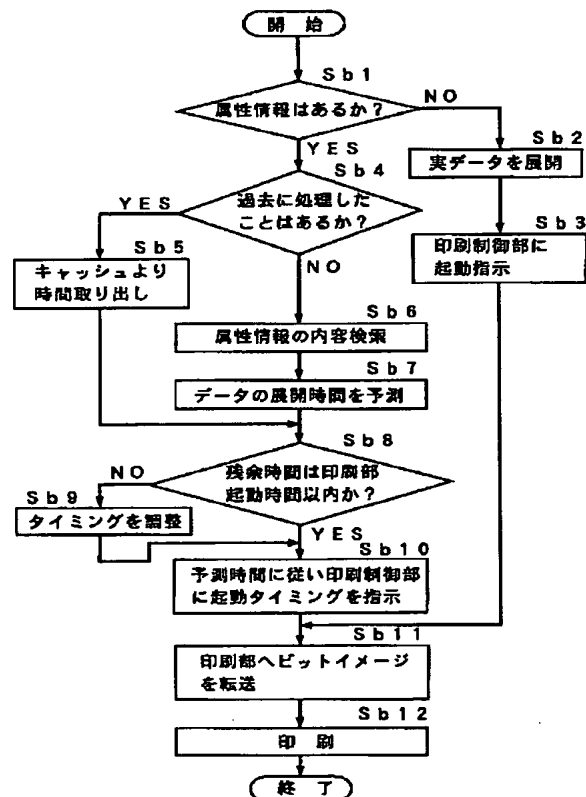 開 始
Sb1
属性情報はあるか?
NO
YES
Sb2
実データを展開
Sb4
過去に処理した
ことはあるか?
YES
NO
Sb3
印刷制御部に
起動指示
Sb5
キャッシュより
時間取り出し
Sb6
属性情報の内容検索
Sb7
データの展開時間を予測
Sb8
残余時間は印刷部
起動時間以内か?
NO
YES
Sb9
タイミングを調整
Sb10
予測時間に従い印刷制御部
に起動タイミングを指示
Sb11
印刷部へビットイメージ
を転送
Sb12
印 刷
終 了